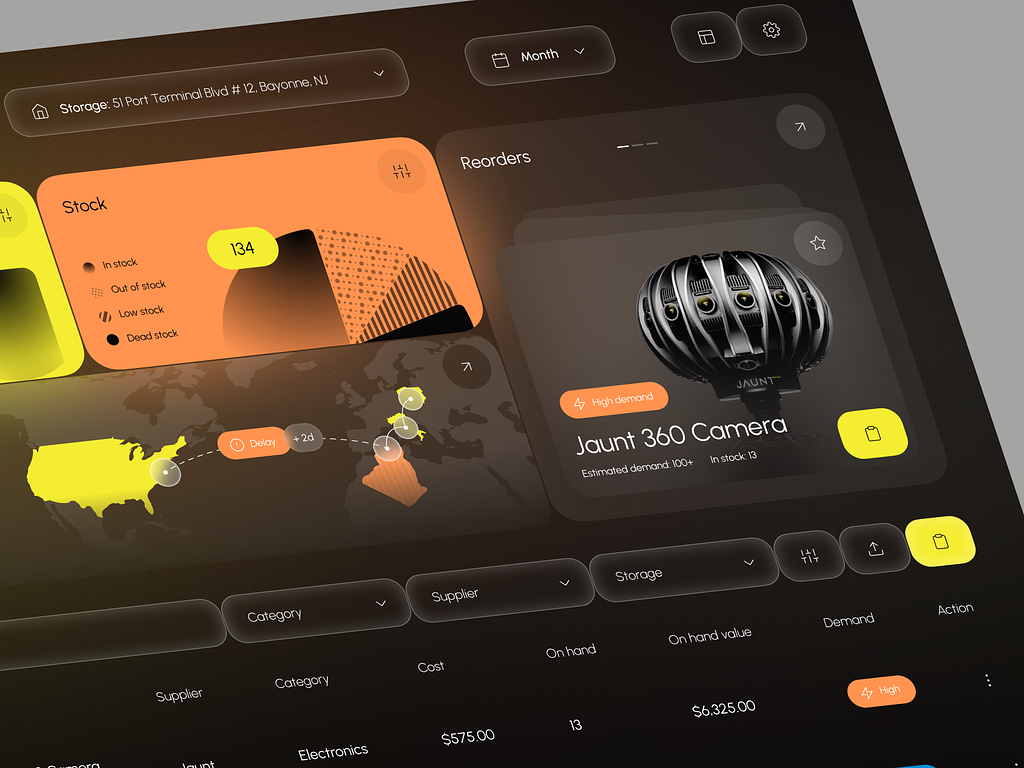 Storage: 51 Port Terminal Blvd # 12, Bayonne, NJ
Month
Stock
134
In stock
Out of stock
Low stock
Dead stock
Reorders
JAUNT
High demand
Jaunt 360 Camera
Estimated demand: 100+ In stock: 13
Delay
+ 2d
Category
Supplier
Storage
Supplier
Category
Cost
On hand
On hand value
Demand
Action
Camera
Jaunt
Electronics
$575.00
13
$6,325.00
High